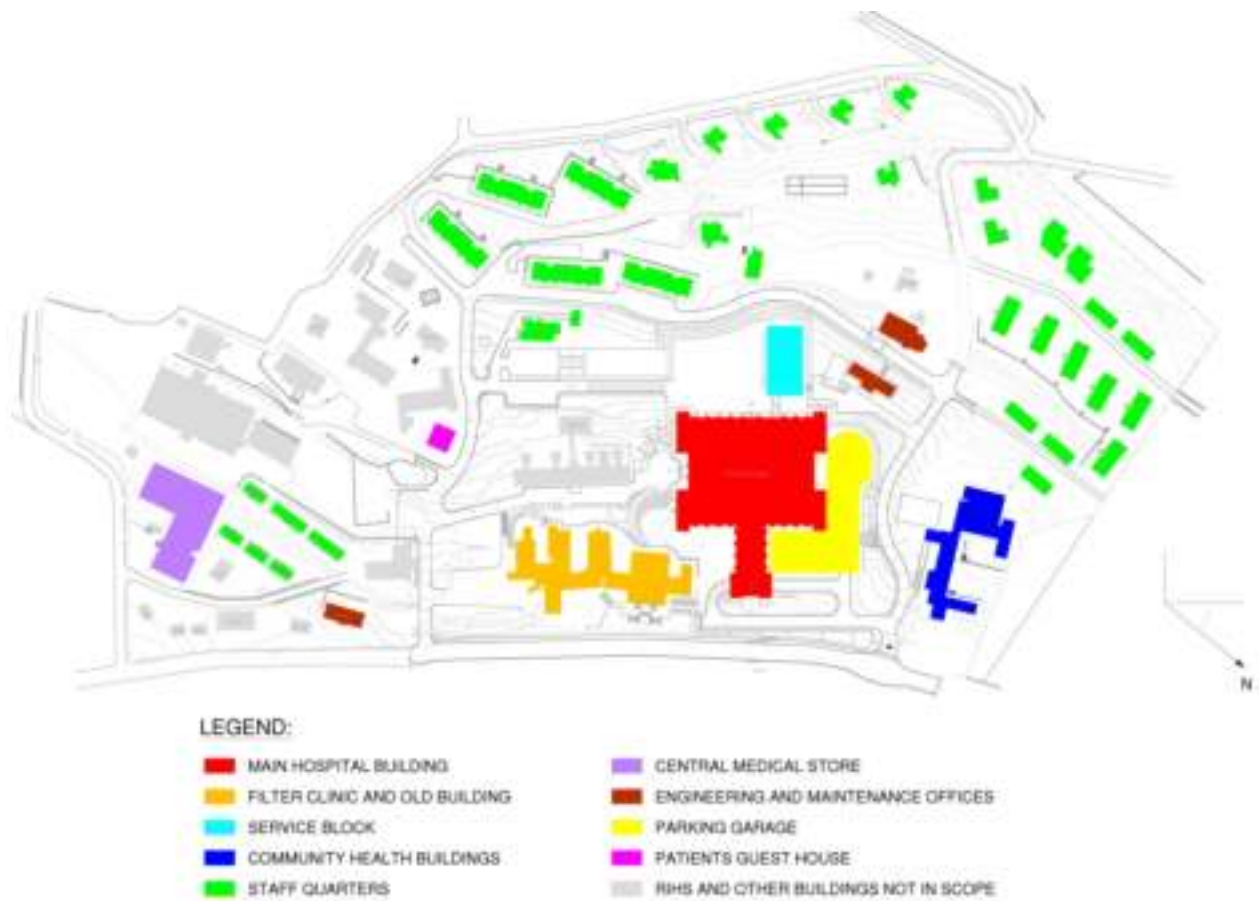 N
LEGEND:
MAIN HOSPITAL BUILDING
FILTER CLINIC AND OLD BUILDING
SERVICE BLOCK
COMMUNITY HEALTH BUILDINGS
STAFF QUARTERS
CENTRAL MEDICAL STORE
ENGINEERING AND MAINTENANCE OFFICES
PARKING GARAGE
PATIENTS GUEST HOUSE
RIHS AND OTHER BUILDINGS NOT IN SCOPE